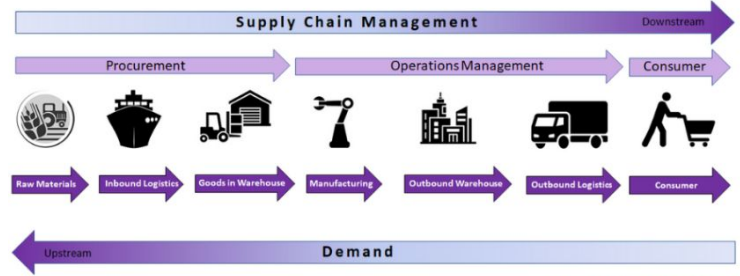 Supply Chain Management
Downstream
Procurement
Operations Management
Consumer
Raw Materials
Inbound Logistics
Goods in Warehouse
Manufacturing
Outbound Warehouse
Outbound Logistics
Consumer
Upstream
Demand